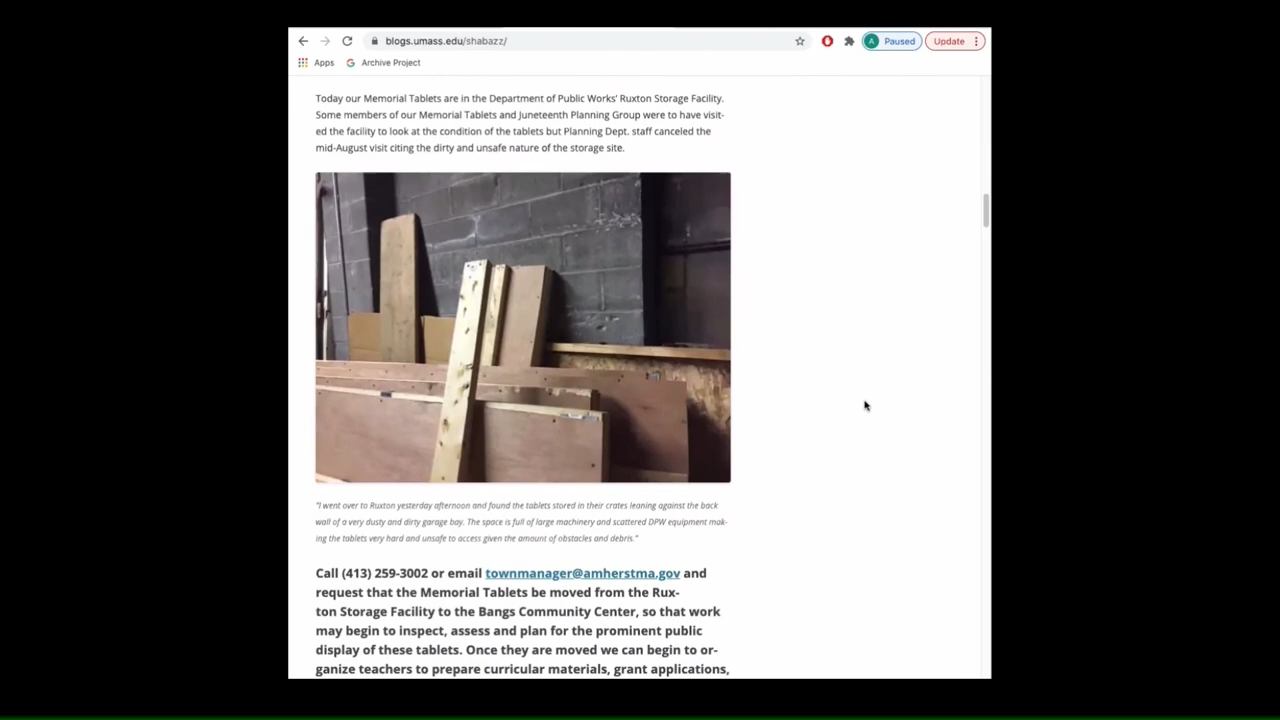 blogs.umass.edu/shabazz/
A
Paused
Update
Apps
G
Archive Project
Today our Memorial Tablets are in the Department of Public Works' Ruxton Storage Facility.
Some members of our Memorial Tablets and Juneteenth Planning Group were to have visit-
ed the facility to look at the condition of the tablets but Planning Dept. staff canceled the
mid-August visit citing the dirty and unsafe nature of the storage site.
"I went over to Ruxton yesterday afternoon and found the tablets stored in their crates leaning against the back
wall of a very dusty and dirty garage bay. The space is full of large machinery and scattered DPW equipment mak-
ing the tablets very hard and unsafe to access given the amount of obstacles and debris."
Call (413) 259-3002 or email townmanager@amherstma.gov and
request that the Memorial Tablets be moved from the Rux-
ton Storage Facility to the Bangs Community Center, so that work
may begin to inspect, assess and plan for the prominent public
display of these tablets. Once they are moved we can begin to or-
ganize teachers to prepare curricular materials, grant applications,